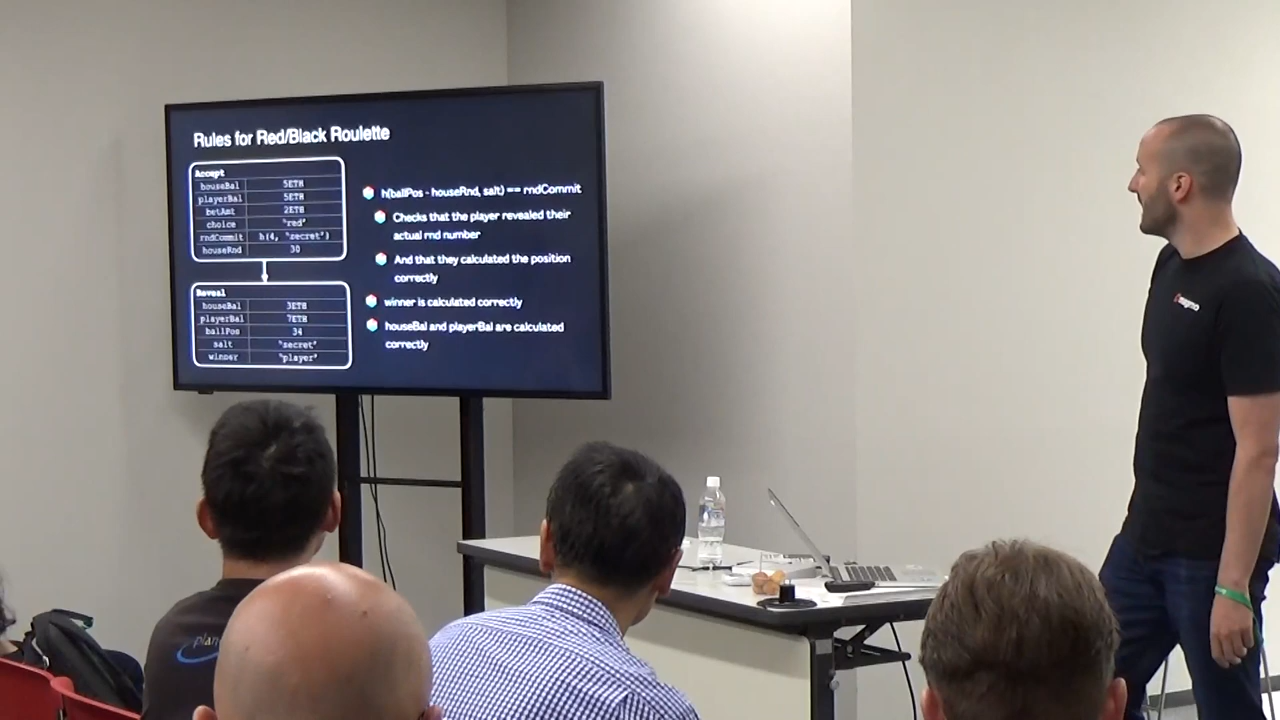 Rules for Red/Black Roulette
Accept
houseBal 5ETH
playerBal 5ETH
betAmt 2ETH
choice "red"
rndCommit h(4, "secret")
houseRnd 30
Reveal
houseBal 3ETH
playerBal 7ETH
ballPos 34
salt "secret"
winner "player"
h(ballPos - houseRnd, salt) == rndCommit
Checks that the player revealed their
actual rnd number
And that they calculated the position
correctly
winner is calculated correctly
houseBal and playerBal are calculated
correctly